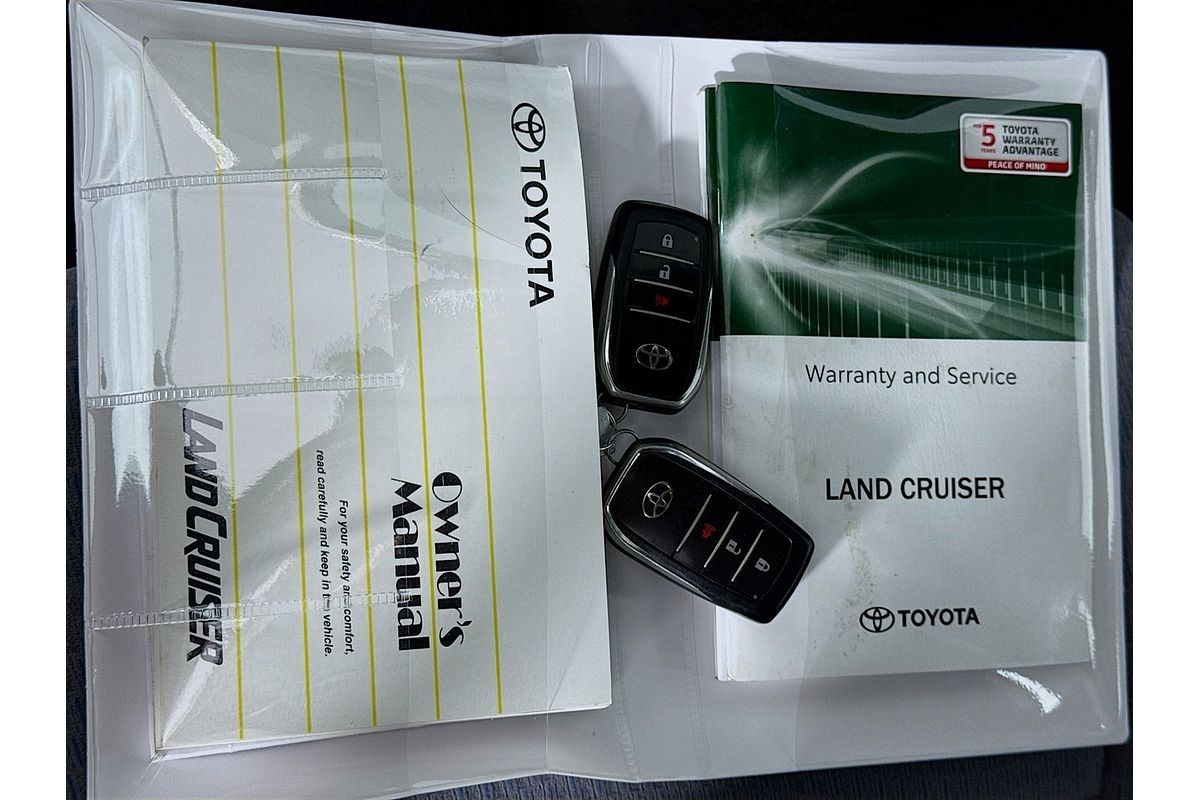 TOYOTA
Owner's
Manual
For your safety and comfort,
read carefully and keep in the vehicle.
LAND CRUISER
5
YEARS
TOYOTA
WARRANTY
ADVANTAGE
PEACE OF MIND
Warranty and Service
LAND CRUISER
TOYOTA